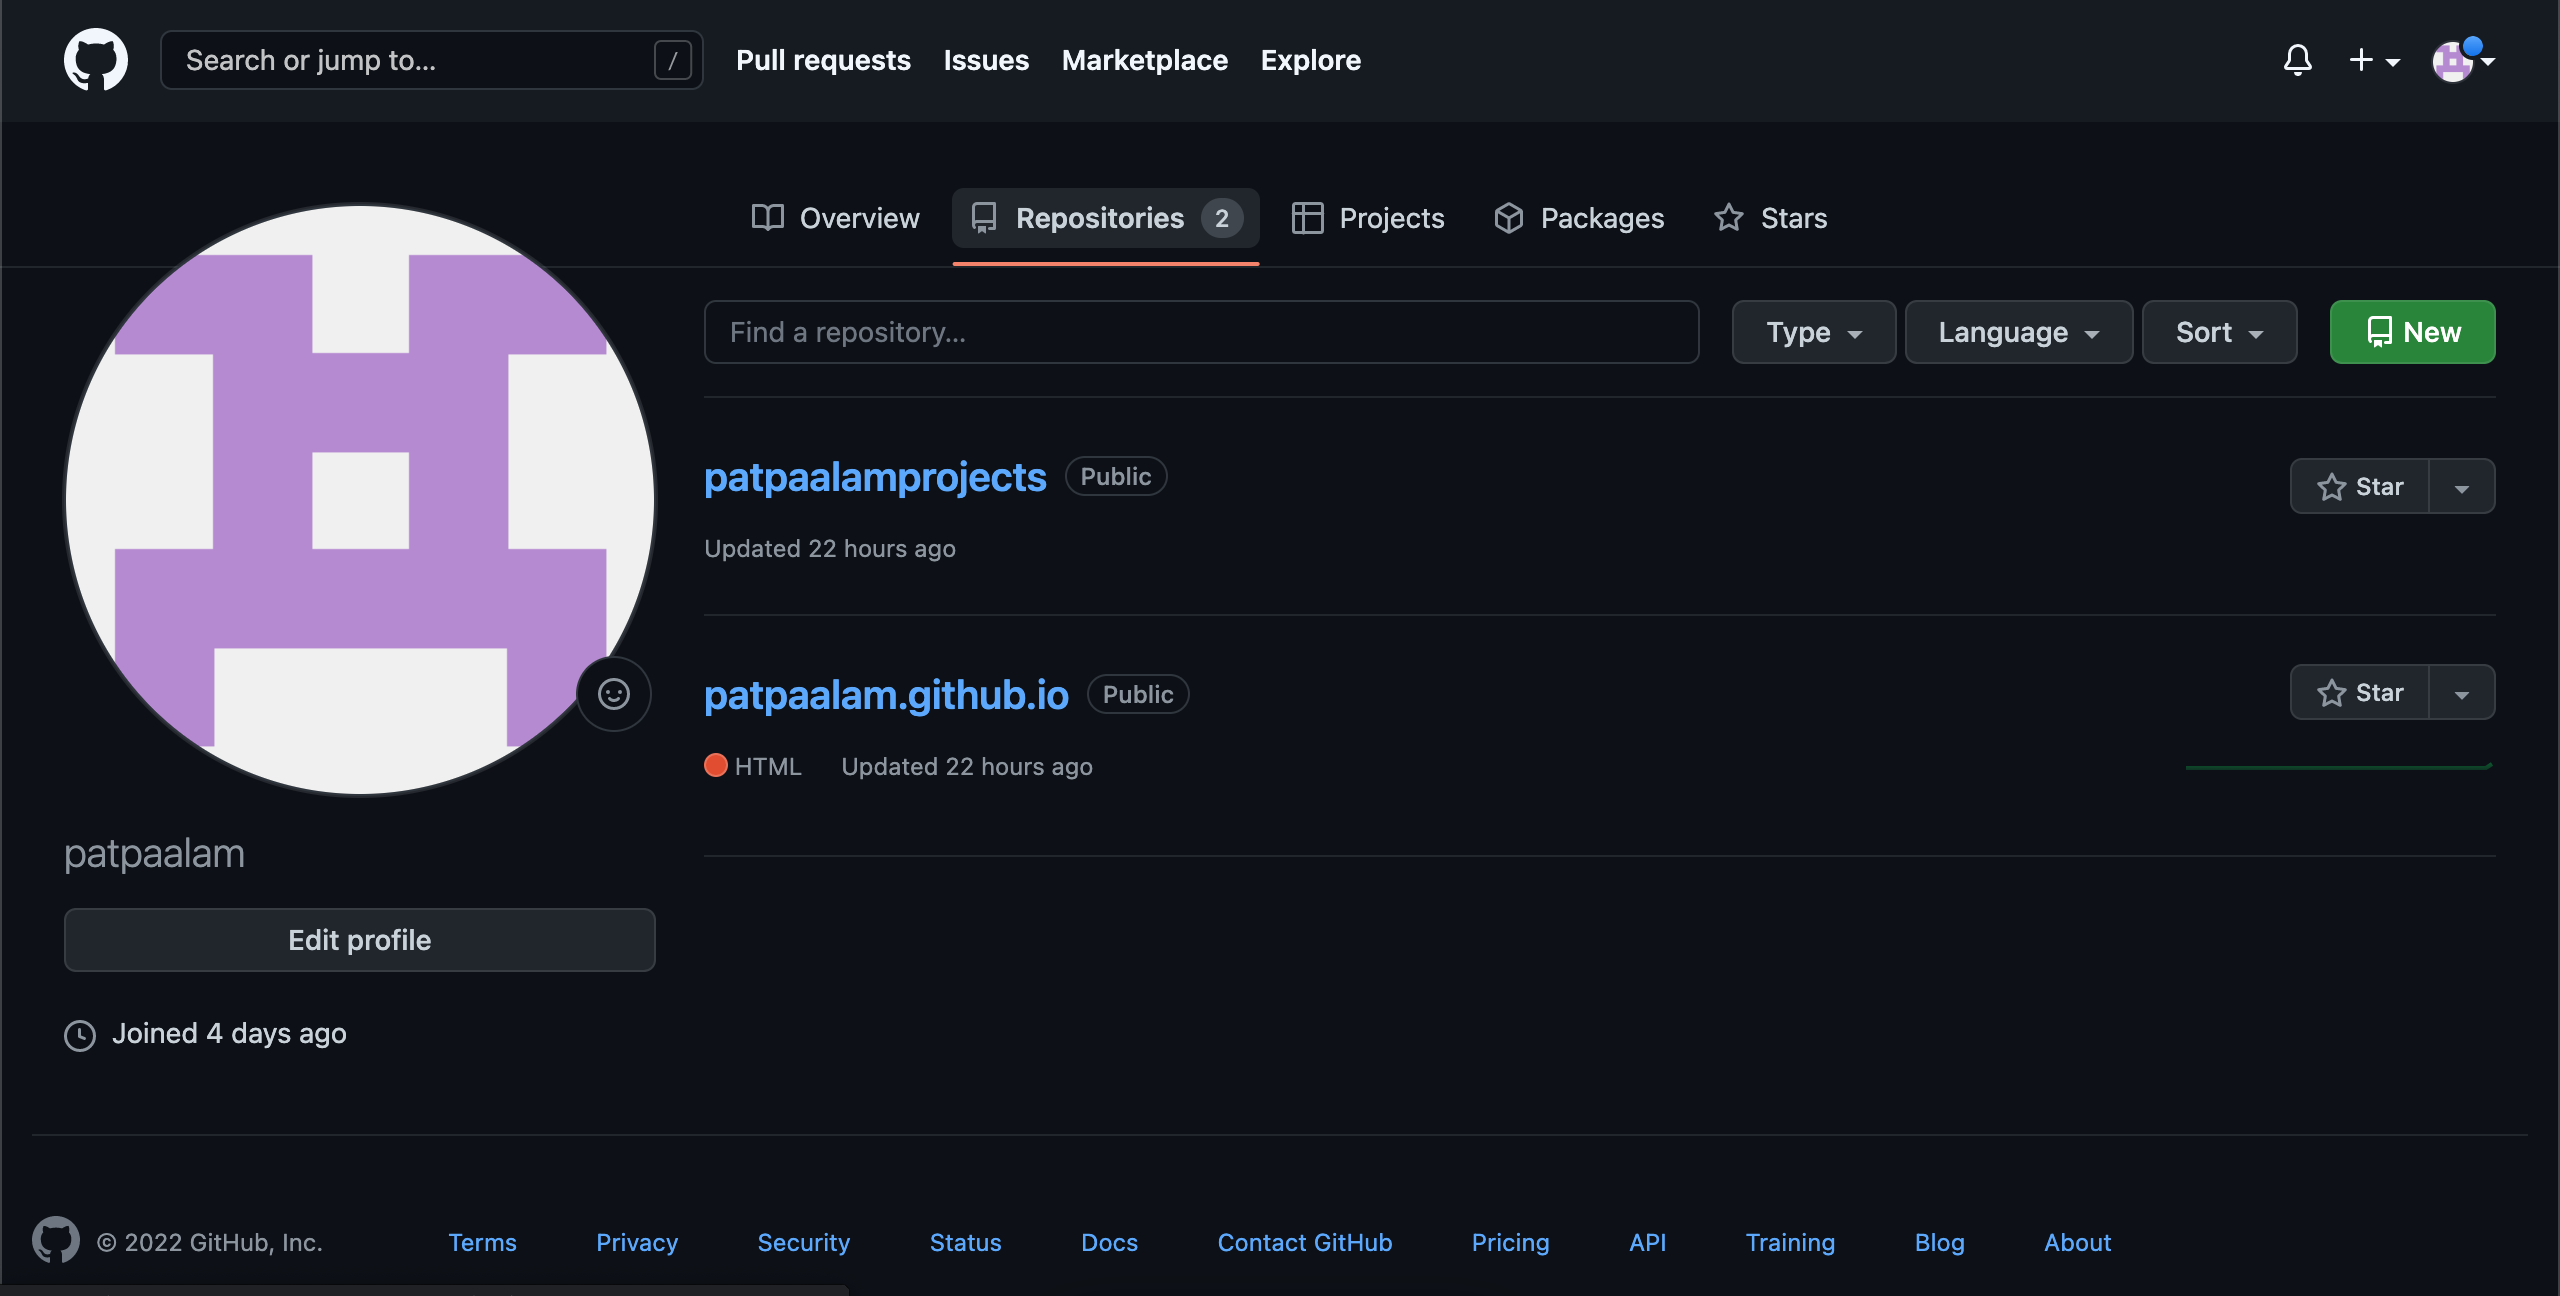 Search or jump to... / Pull requests Issues Marketplace Explore
Overview Repositories 2 Projects Packages Stars
Find a repository... Type Language Sort New
patpaalamprojects Public Star
Updated 22 hours ago
patpaalam.github.io Public Star
HTML Updated 22 hours ago
patpaalam
Edit profile
Joined 4 days ago
© 2022 GitHub, Inc. Terms Privacy Security Status Docs Contact GitHub Pricing API Training Blog About